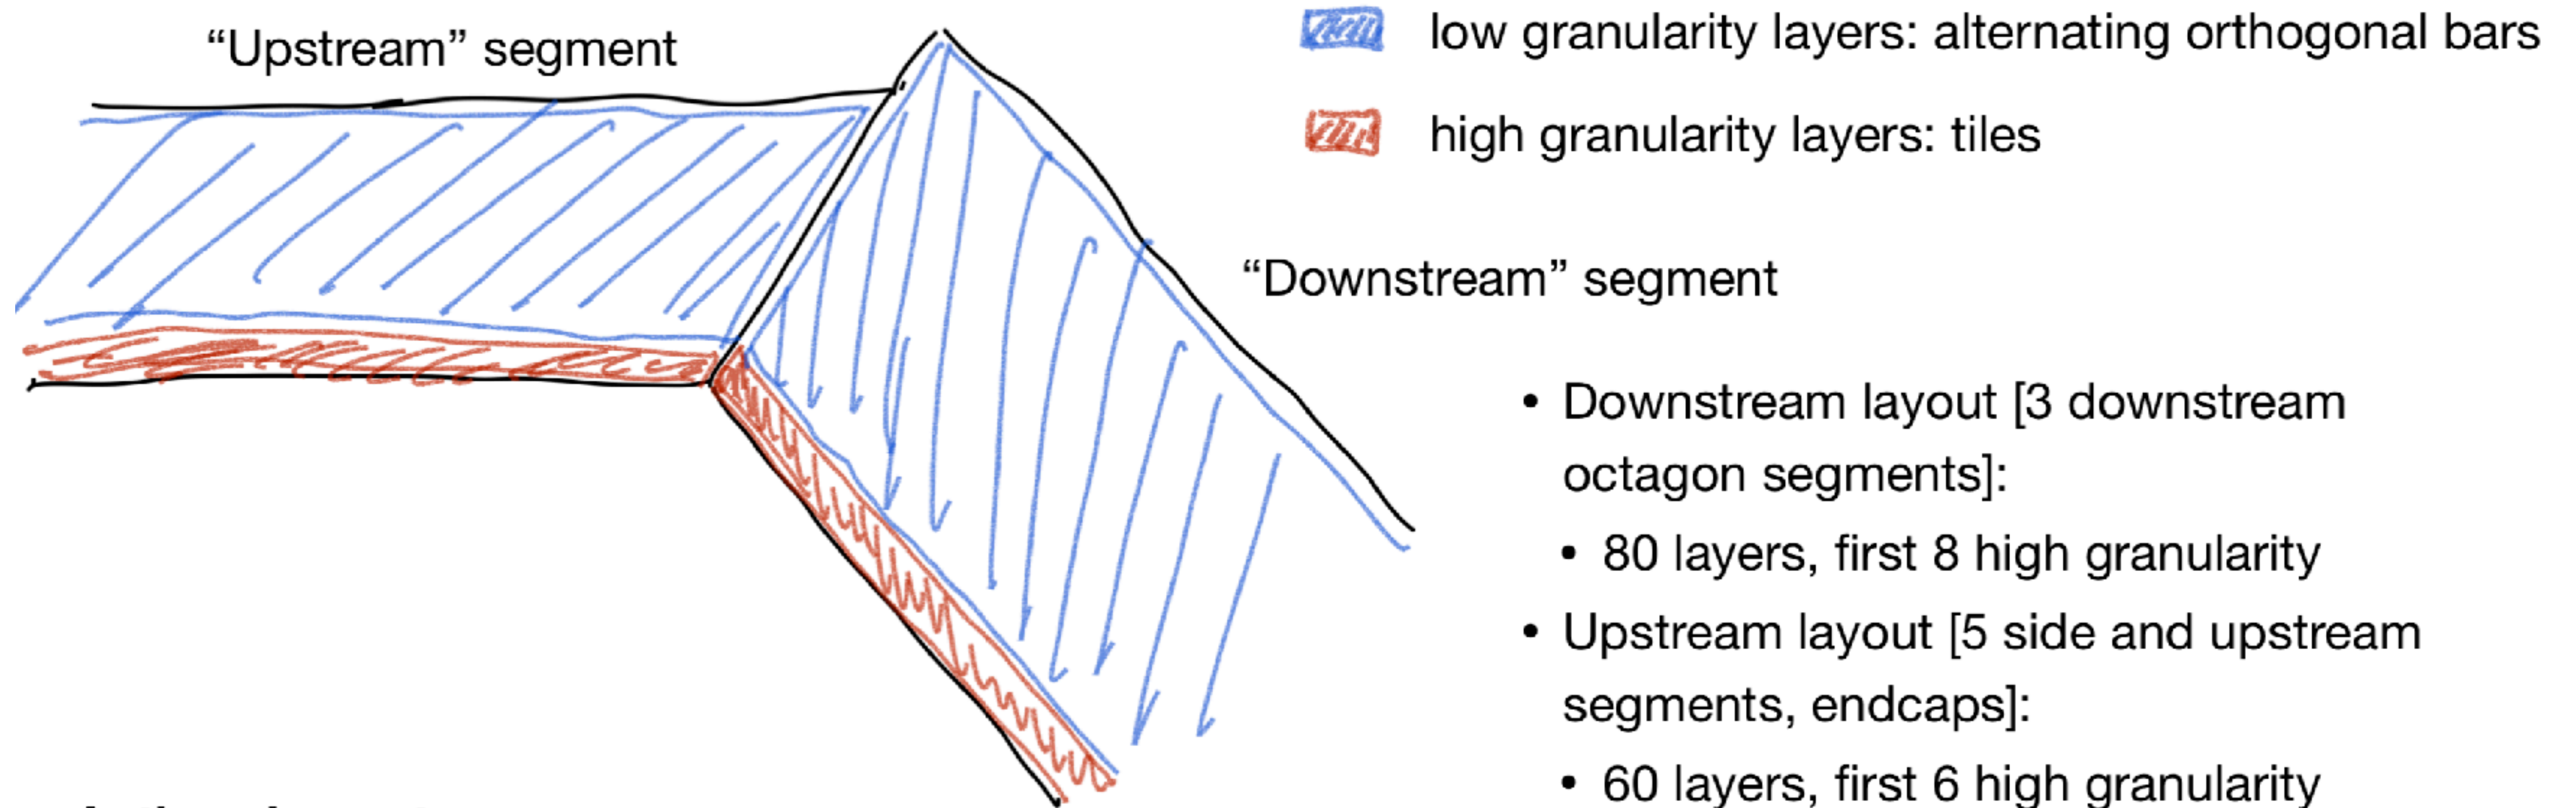 “Upstream” segment
low granularity layers: alternating orthogonal bars
high granularity layers: tiles
“Downstream” segment
• Downstream layout [3 downstream
octagon segments]:
• 80 layers, first 8 high granularity
• Upstream layout [5 side and upstream
segments, endcaps]:
• 60 layers, first 6 high granularity